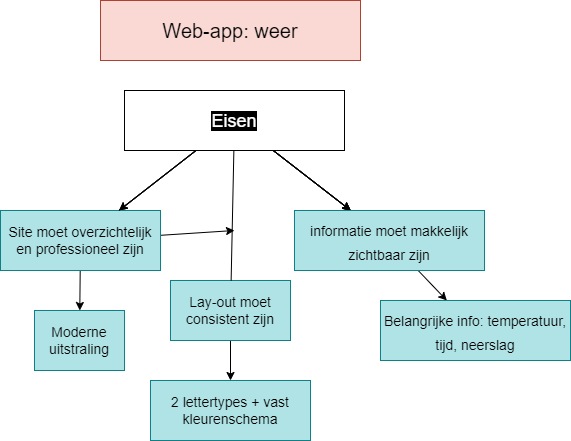 Web-app: weer
Eisen
Site moet overzichtelijk
en professioneel zijn
informatie moet makkelijk
zichtbaar zijn
Lay-out moet
consistent zijn
Moderne
uitstraling
Belangrijke info: temperatuur,
tijd, neerslag
2 lettertypes + vast
kleurenschema